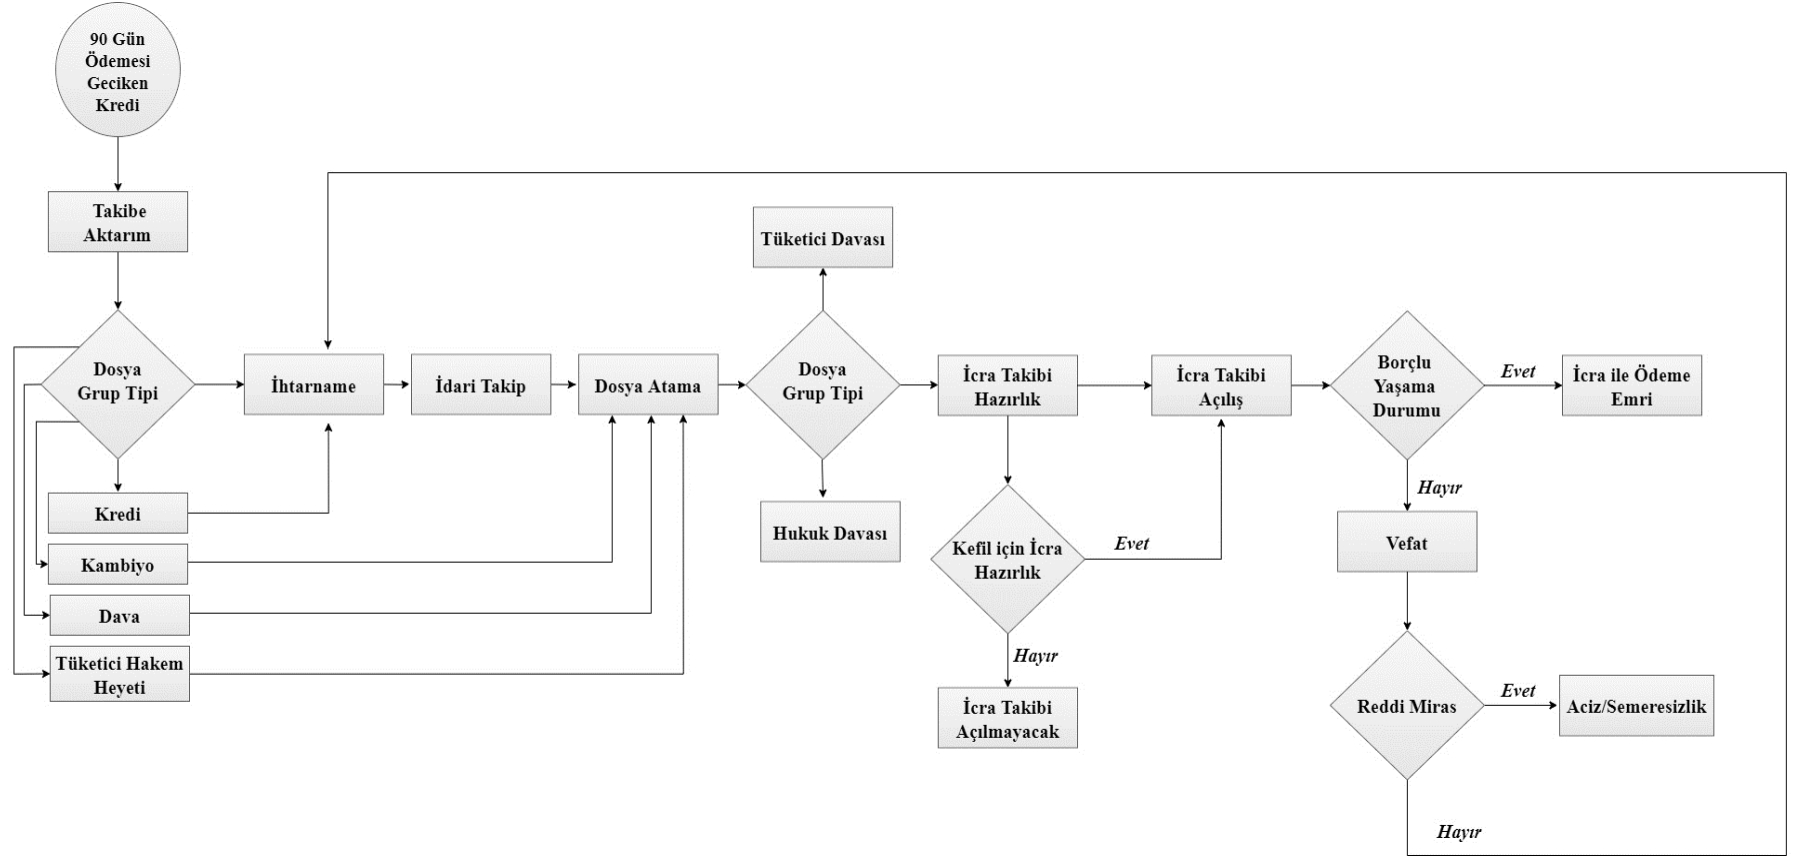 90 Gün
Ödemesi
Geciken
Kredi
Takibe
Aktarım
Dosya
Grup Tipi
Kredi
Kambiyo
Dava
Tüketici Hakem
Heyeti
İhtarname
İdari Takip
Dosya Atama
Tüketici Davası
Dosya
Grup Tipi
Hukuk Davası
İcra Takibi
Hazırlık
Kefil için İcra
Hazırlık
Evet
Hayır
İcra Takibi
Açılmayacak
İcra Takibi
Açılış
Borçlu
Yaşama
Durumu
Evet
İcra ile Ödeme
Emri
Hayır
Vefat
Reddi Miras
Evet
Aciz/Semeresizlik
Hayır